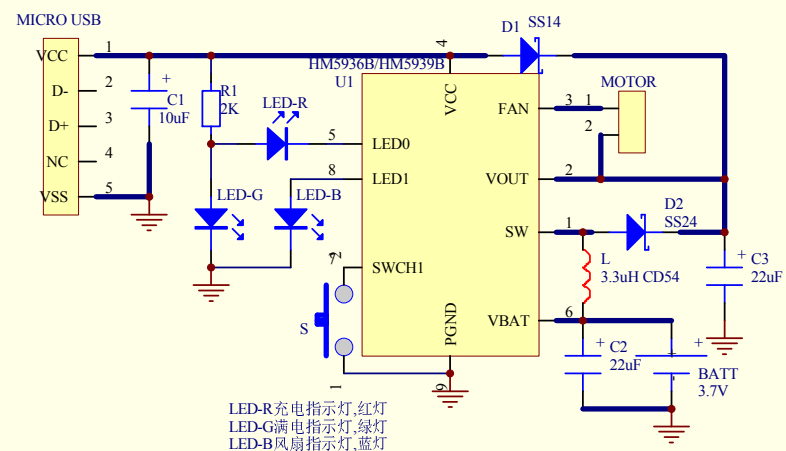 MICRO USB
VCC 1
D- 2
D+ 3
NC 4
VSS 5
+
C1
10uF
R1
2K
LED-R
LED-G
LED-B
HM5936B/HM5939B
U1
4
VCC
5 LED0
8 LED1
7 SWCH1
2
S
1
PGND
9
D1 SS14
FAN 3 1
MOTOR
2
VOUT 2
SW 1
D2
SS24
L
3.3uH CD54
+ C3
22uF
VBAT 6
+ C2
22uF
+
+
-
BATT
3.7V
LED-R充电指示灯,红灯
LED-G满电指示灯,绿灯
LED-B风扇指示灯,蓝灯